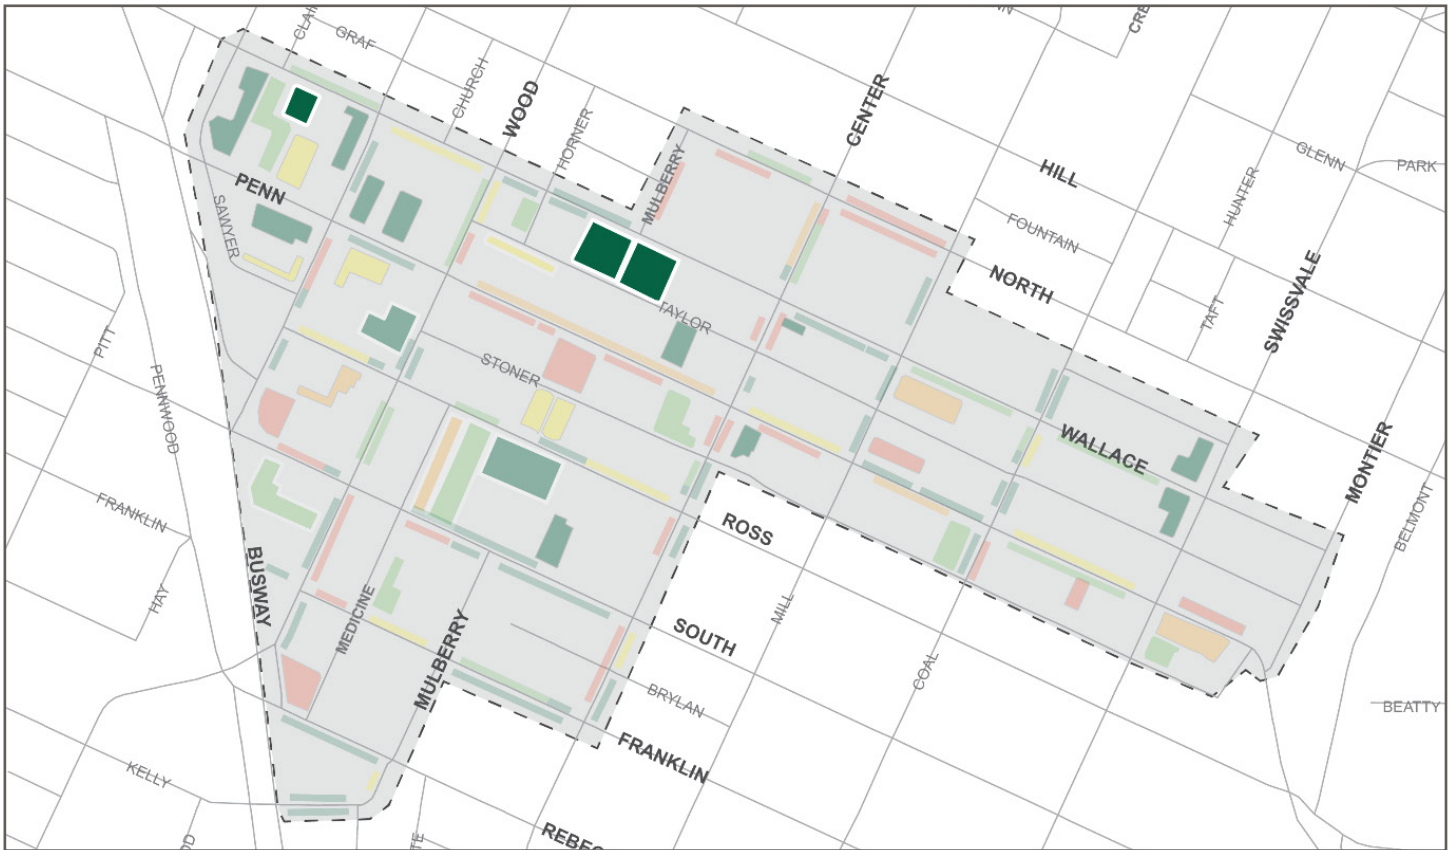 GRAF
CHURCH
WOOD
THORNER
MULBERRY
CENTER
HILL
GLENN
PARK
HUNTER
FOUNTAIN
NORTH
TAFT
SWISSVALE
PENN
SAWYER
TAYLOR
STONER
PITT
PENNWOOD
WALLACE
MONTIER
BELMONT
FRANKLIN
BUSWAY
HAY
MEDICINE
MULBERRY
ROSS
MILL
SOUTH
COAL
BRYLAN
FRANKLIN
BEATTY
KELLY